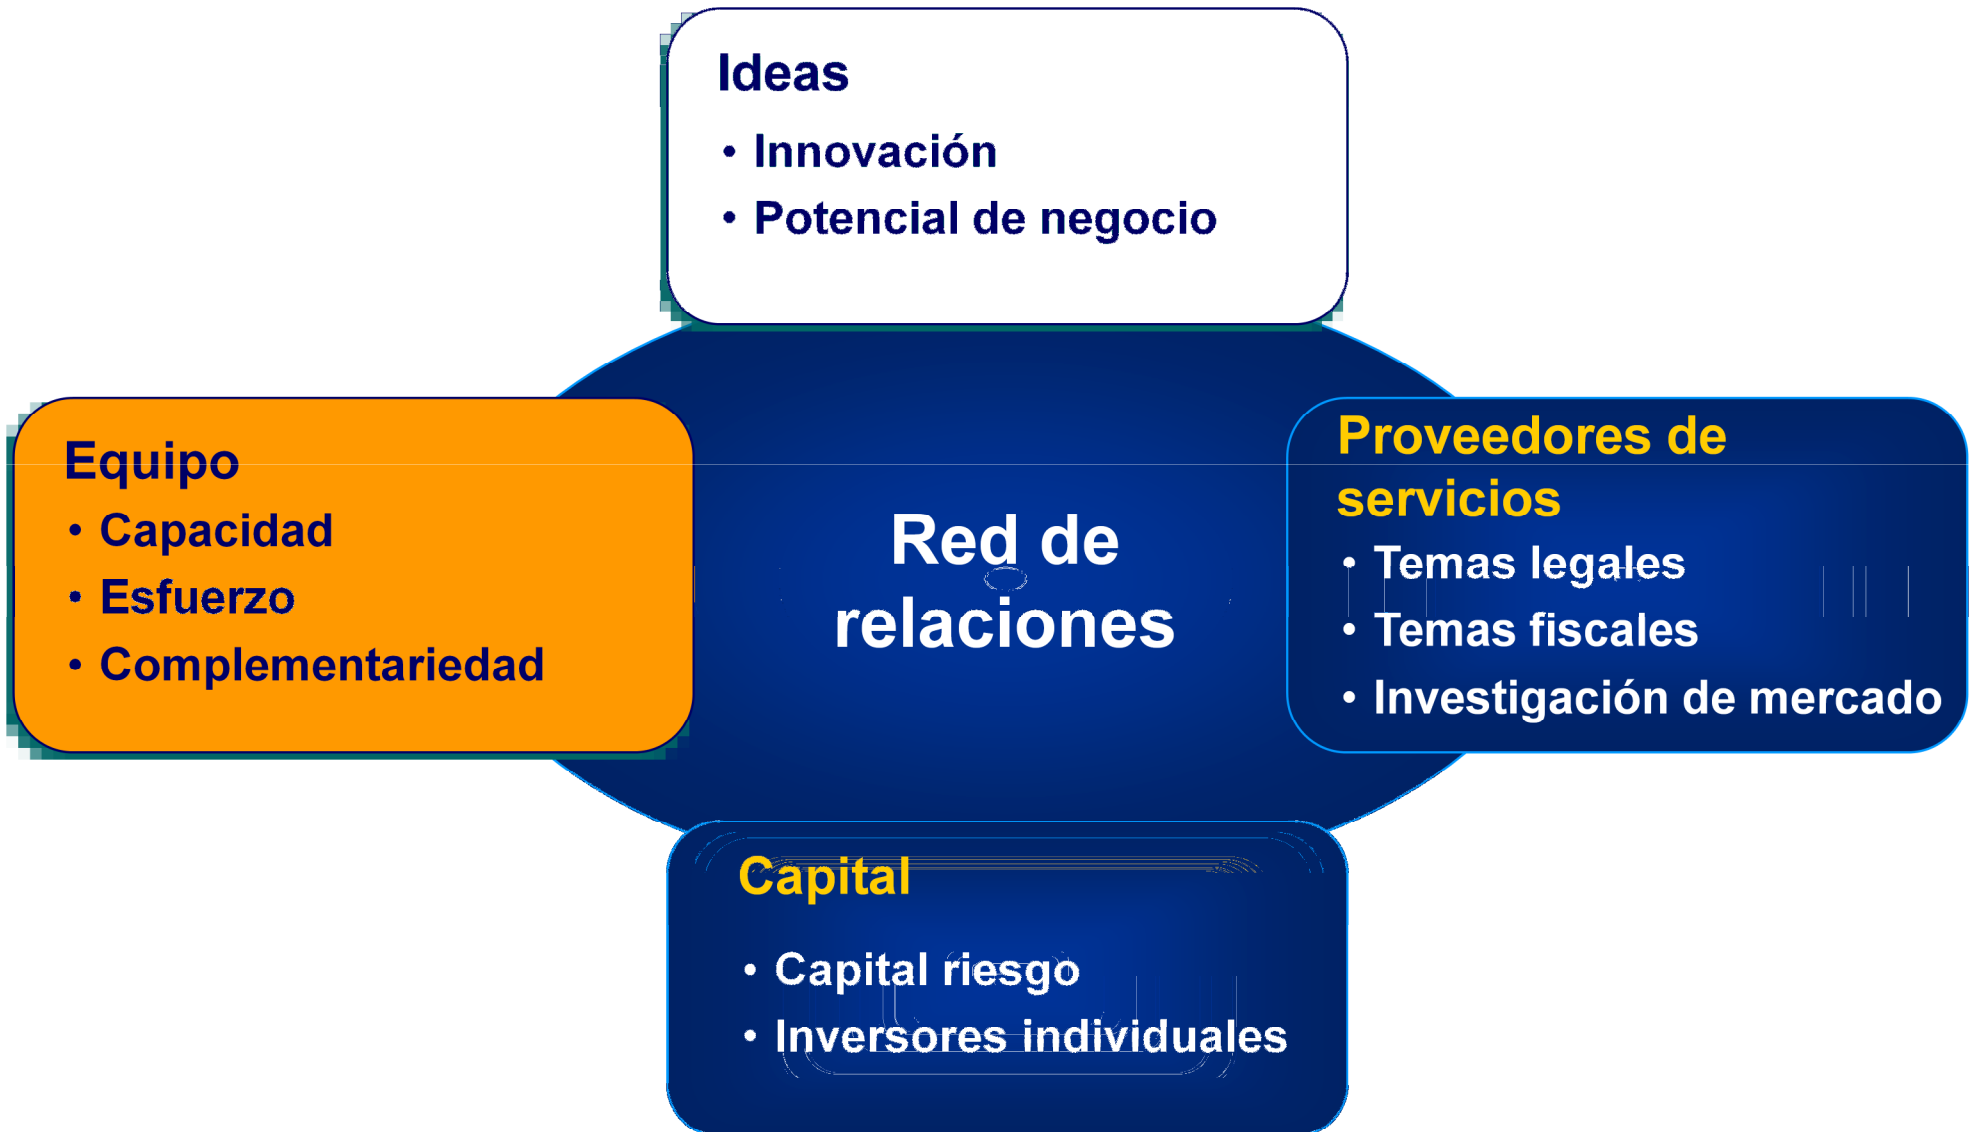 Ideas
• Innovación
• Potencial de negocio
Equipo
• Capacidad
• Esfuerzo
• Complementariedad
Red de
relaciones
Proveedores de
servicios
• Temas legales
• Temas fiscales
• Investigación de mercado
Capital
• Capital riesgo
• Inversores individuales